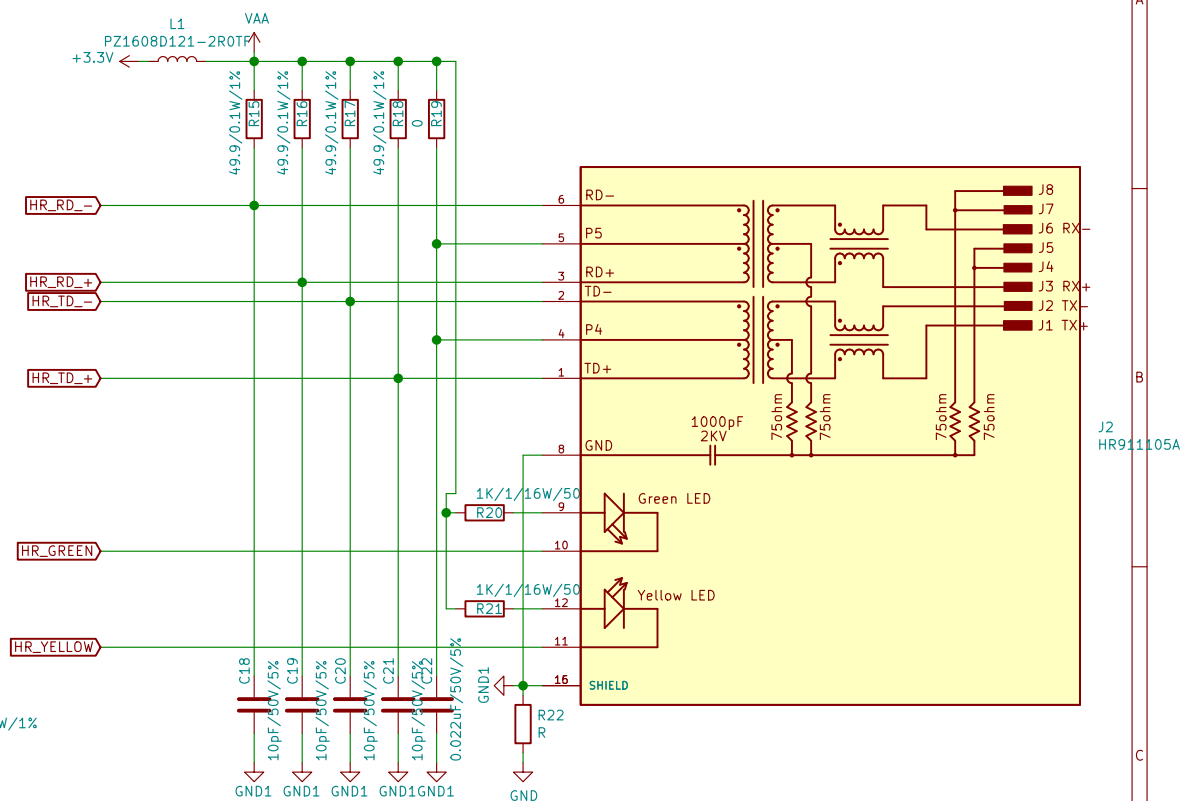 A
VAA
L1
PZ1608D121-2R0TF
+3.3V
49.9/0.1W/1%
R15
49.9/0.1W/1%
R16
49.9/0.1W/1%
R17
49.9/0.1W/1%
R18
0
R19
HR_RD_-
HR_RD_+
HR_TD_-
HR_TD_+
HR_GREEN
HR_YELLOW
6
RD-
5
P5
3
RD+
2
TD-
4
P4
1
TD+
8
GND
9
10
12
11
SHIELD
J8
J7
J6 RX-
J5
J4
J3 RX+
J2 TX-
J1 TX+
B
1000pF
2KV
75ohm
75ohm
75ohm
75ohm
J2
HR911105A
1K/1/16W/50
R20
Green LED
1K/1/16W/50
R21
Yellow LED
C18
10pF/50V/5%
C19
10pF/50V/5%
C20
10pF/50V/5%
C21
10pF/50V/5%
C22
0.022uF/50V/5%
GND1
R22
R
W/1%
C
GND1
GND1
GND1
GND1
GND1
GND